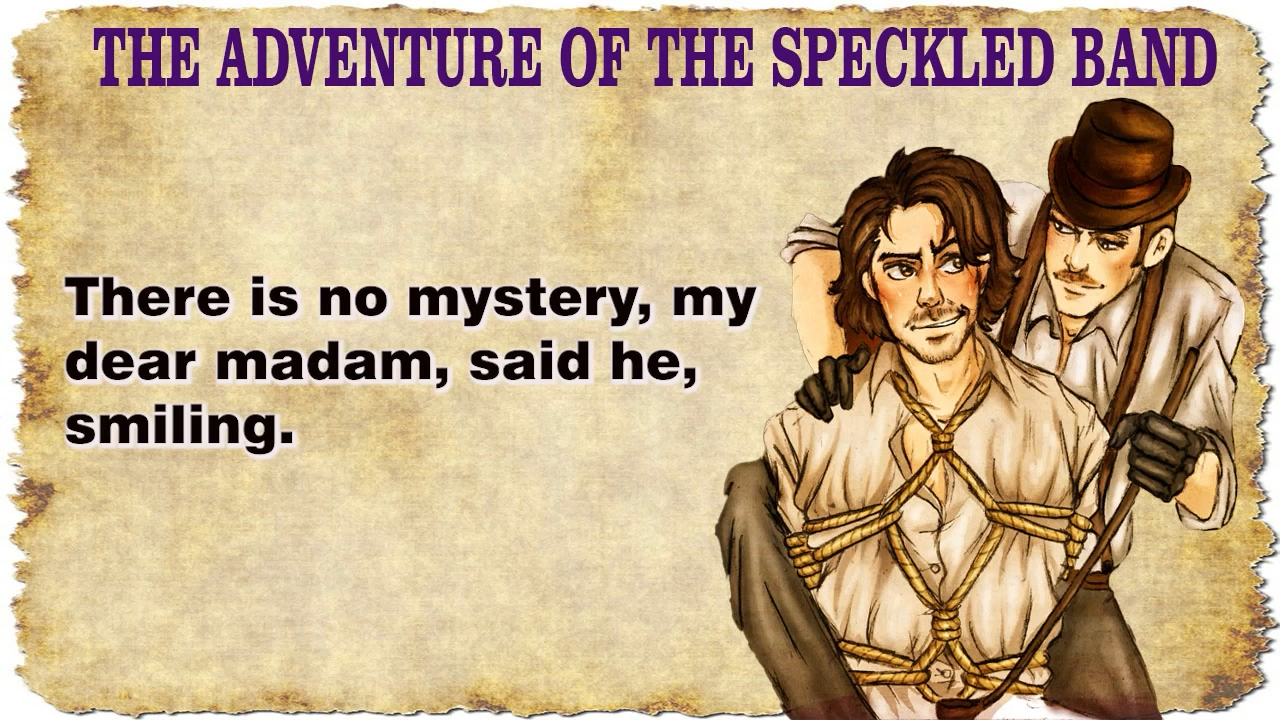 THE ADVENTURE OF THE SPECKLED BAND
There is no mystery, my
dear madam, said he,
smiling.